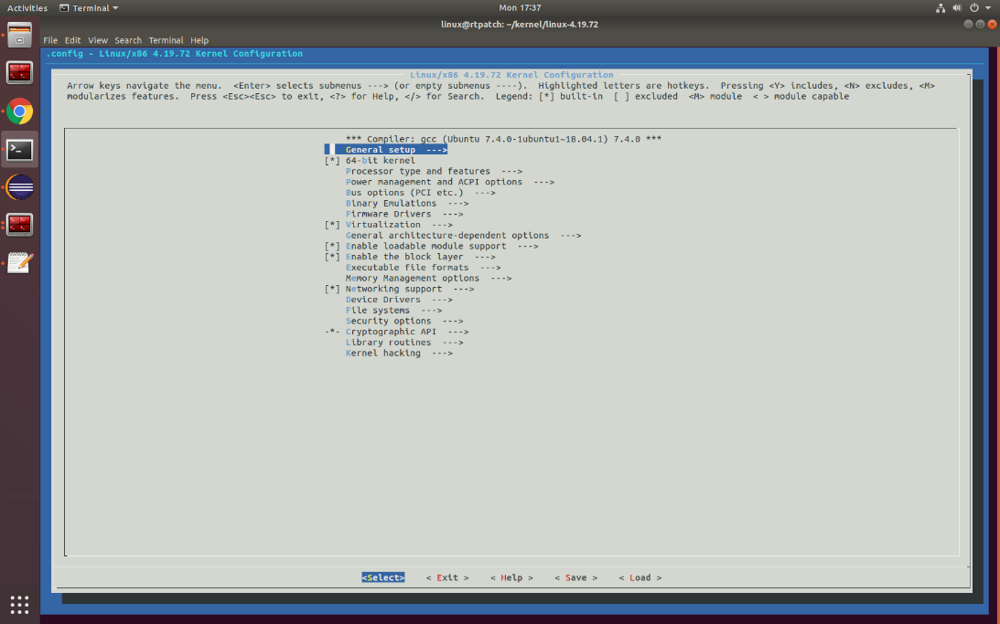 Activities Terminal Mon 17:37
linux@rtpatch: ~/kernel/linux-4.19.72
File Edit View Search Terminal Help
.config - Linux/x86 4.19.72 Kernel Configuration
Linux/x86 4.19.72 Kernel Configuration
Arrow keys navigate the menu.  <Enter> selects submenus ---> (or empty submenus ----).  Highlighted letters are hotkeys.  Pressing <Y> includes, <N> excludes, <M>
modularizes features.  Press <Esc><Esc> to exit, <?> for Help, </> for Search.  Legend: [*] built-in  [ ] excluded  <M> module  < > module capable
*** Compiler: gcc (Ubuntu 7.4.0-1ubuntu1~18.04.1) 7.4.0 ***
General setup  --->
[*] 64-bit kernel
Processor type and features  --->
Power management and ACPI options  --->
Bus options (PCI etc.)  --->
Binary Emulations  --->
Firmware Drivers  --->
[*] Virtualization  --->
General architecture-dependent options  --->
[*] Enable loadable module support  --->
[*] Enable the block layer  --->
Executable file formats  --->
Memory Management options  --->
[*] Networking support  --->
Device Drivers  --->
File systems  --->
Security options  --->
-*- Cryptographic API  --->
Library routines  --->
Kernel hacking  --->
<Select>    < Exit >    < Help >    < Save >    < Load >